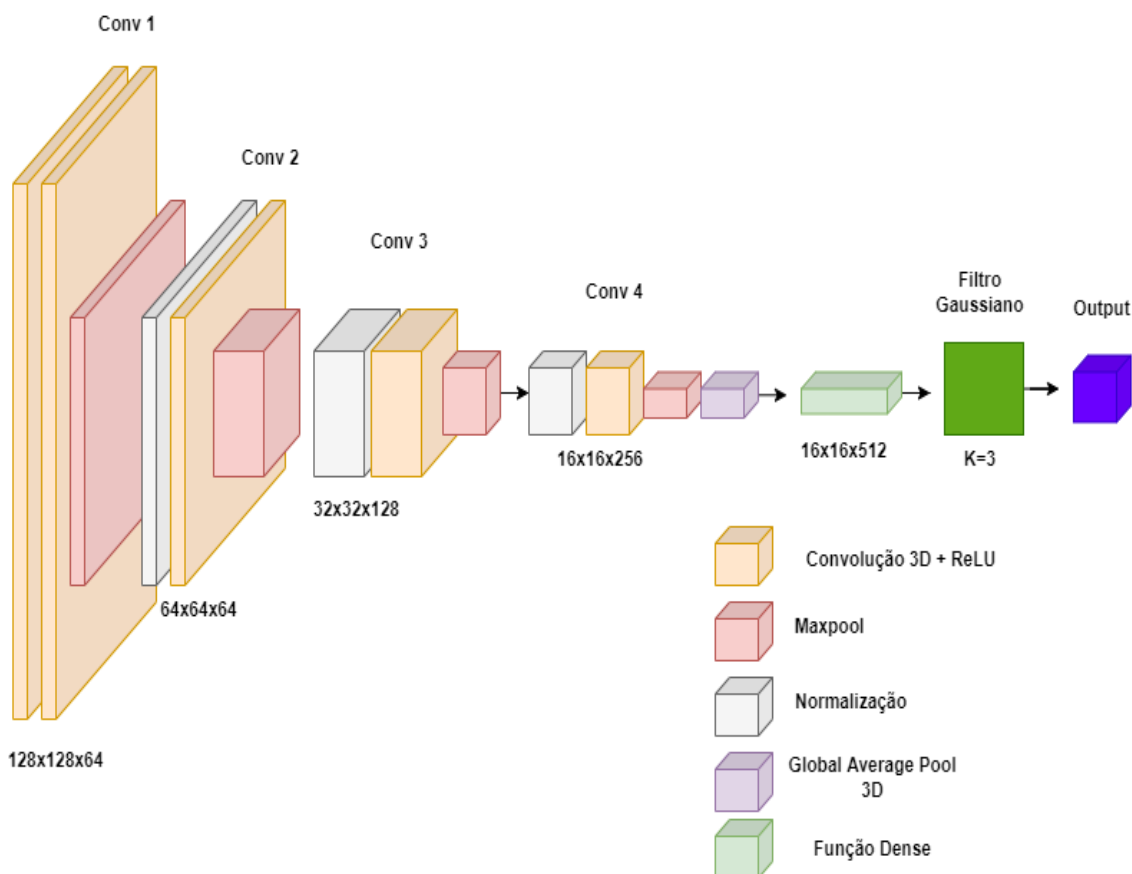 Conv 1
Conv 2
Conv 3
Conv 4
Filtro
Gaussiano
Output
128x128x64
64x64x64
32x32x128
16x16x256
16x16x512
K=3
Convolução 3D + ReLU
Maxpool
Normalização
Global Average Pool
3D
Função Dense